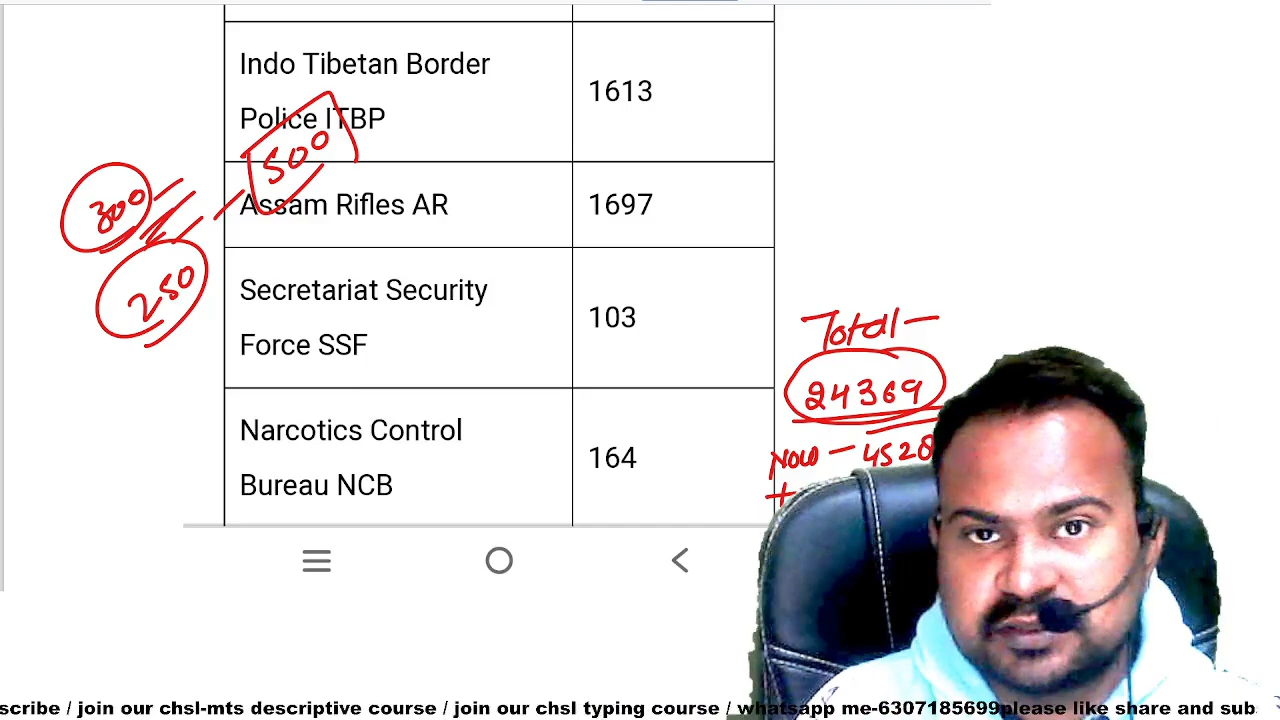 Indo Tibetan Border
Police ITBP
1613
500
300
Assam Rifles AR
1697
250
Secretariat Security
Force SSF
103
Total —
24369
Narcotics Control
Bureau NCB
164
Now — 4528
+
scribe / join our chsl-mts descriptive course / join our chsl typing course / whatsapp me-6307185699please like share and sub